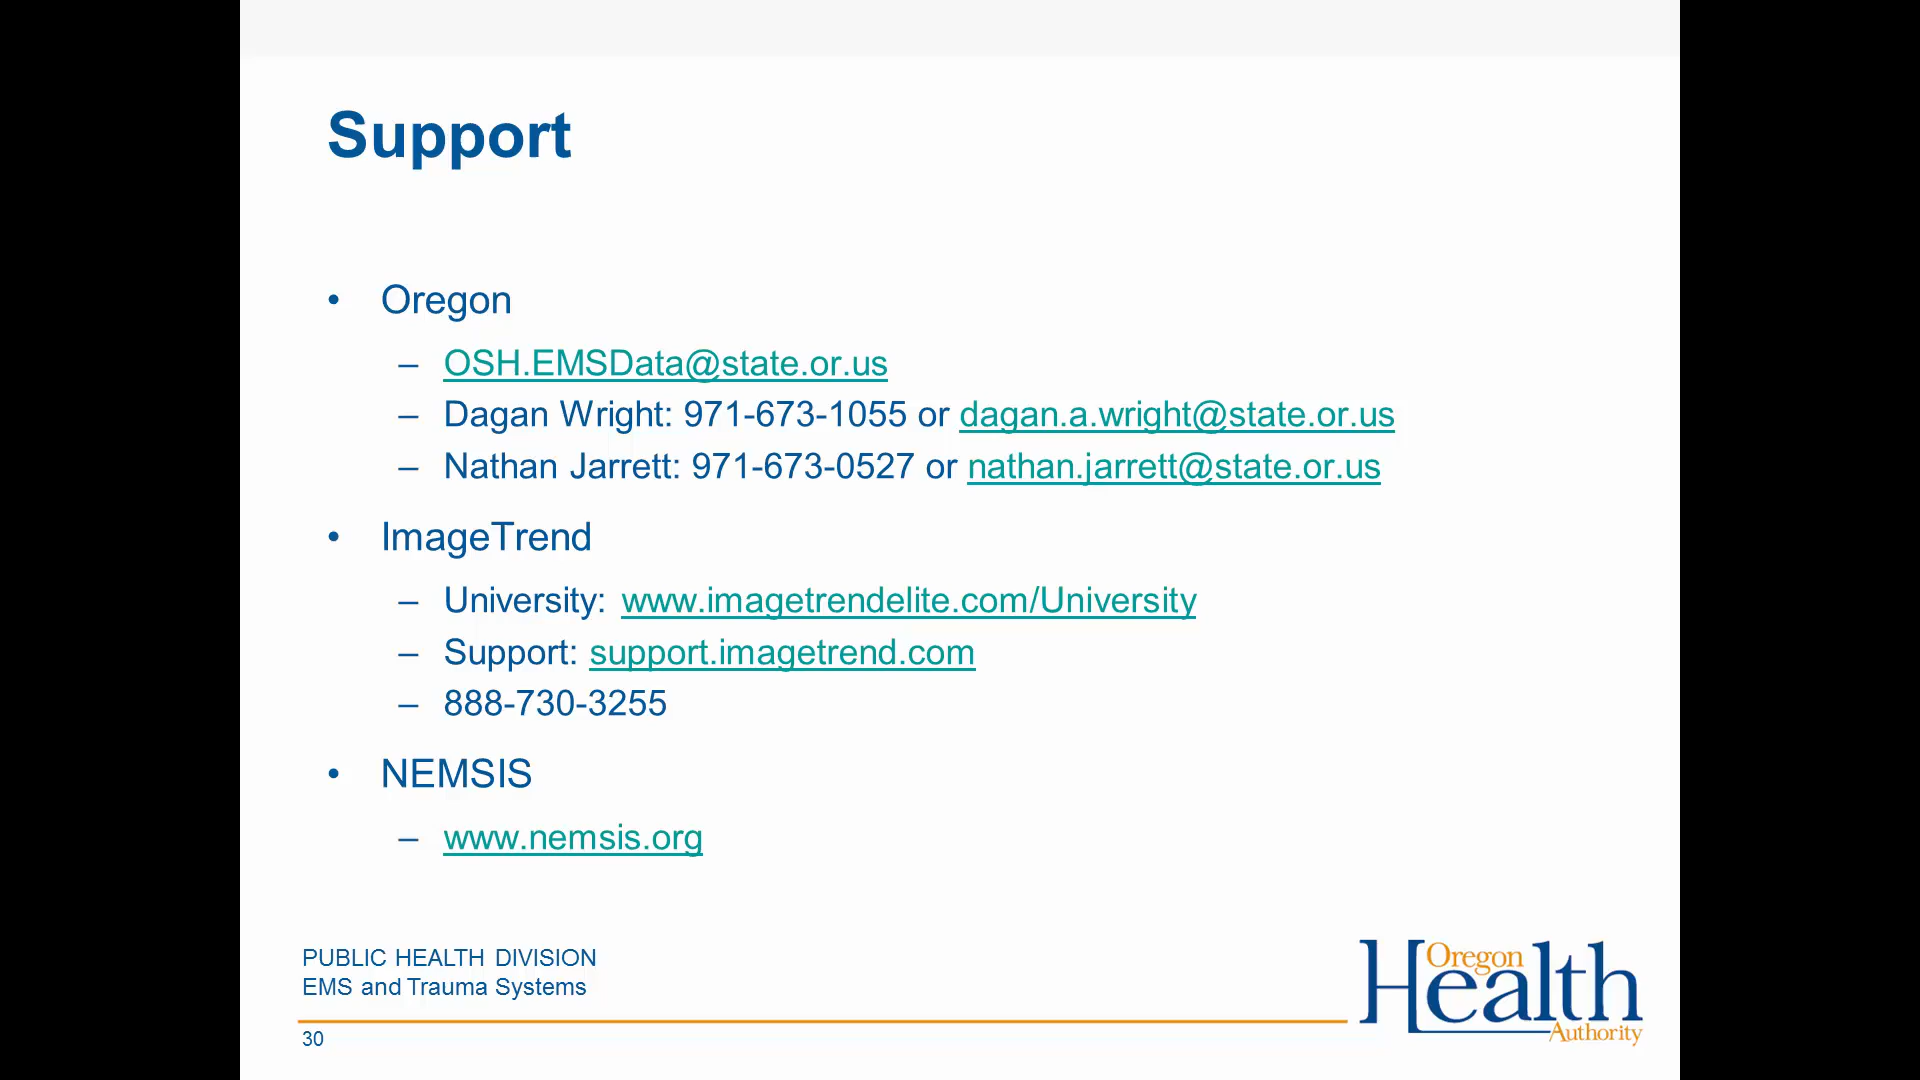 Support
• Oregon
– OSH.EMSData@state.or.us
– Dagan Wright: 971-673-1055 or dagan.a.wright@state.or.us
– Nathan Jarrett: 971-673-0527 or nathan.jarrett@state.or.us
• ImageTrend
– University: www.imagetrendelite.com/University
– Support: support.imagetrend.com
– 888-730-3255
• NEMSIS
– www.nemsis.org
PUBLIC HEALTH DIVISION
EMS and Trauma Systems
30
Oregon
Health
Authority